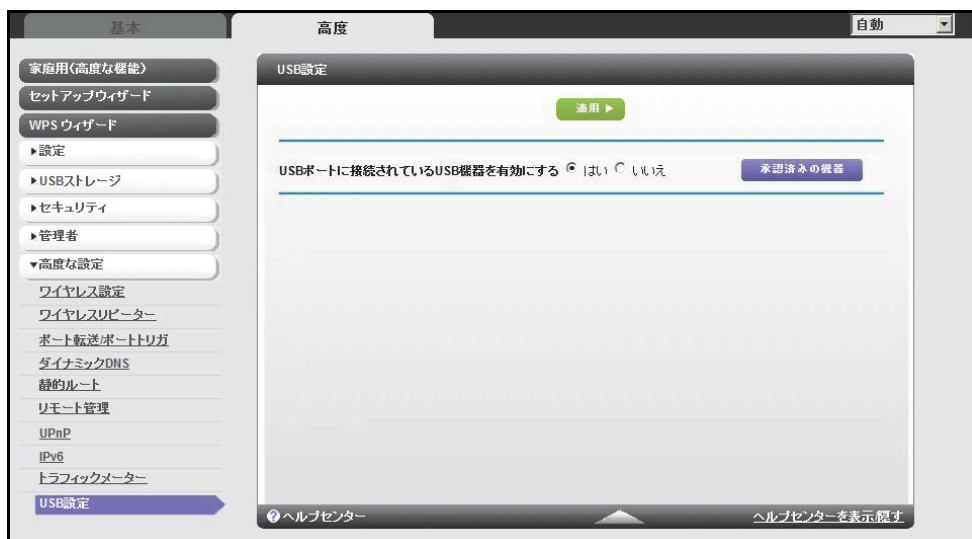 基本
高度
自動
家庭用(高度な機能)
セットアップウィザード
WPS ウィザード
▶設定
▶USBストレージ
▶セキュリティ
▶管理者
▼高度な設定
ワイヤレス設定
ワイヤレスリピーター
ポート転送/ポートトリガ
ダイナミックDNS
静的ルート
リモート管理
UPnP
IPv6
トラフィックメーター
USB設定
USB設定
適用 ▶
USBポートに接続されているUSB機器を有効にする はい いいえ
承認済みの機器
ヘルプセンター
ヘルプセンターを表示/隠す